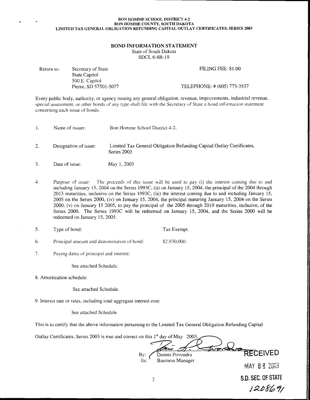 BON HOMME SCHOOL DISTRICT 4-2
BON HOMME COUNTY, SOUTH DAKOTA
LIMITED TAX GENERAL OBLIGATION REFUNDING CAPITAL OUTLAY CERTIFICATES, SERIES 2003
BOND INFORMATION STATEMENT
State of South Dakota
SDCL 6-8B-19
Return to: Secretary of State FILING FEE: $1.00
State Capitol
500 E. Capitol
Pierre, SD 57501-5077 TELEPHONE: # (605) 773-3537
Every public body, authority, or agency issuing any general obligation, revenue, improvements, industrial revenue,
special assessment, or other bonds of any type shall file with the Secretary of State a bond information statement
concerning each issue of bonds.
1. Name of issuer: Bon Homme School District 4-2.
2. Designation of issue: Limited Tax General Obligation Refunding Capital Outlay Certificates,
Series 2003
3. Date of issue: May 1, 2003
4. Purpose of issue: The proceeds of this issue will be used to pay (i) the interest coming due to and
including January 15, 2004 on the Series 1993C, (ii) on January 15, 2004, the principal of the 2004 through
2013 maturities, inclusive on the Series 1993C, (iii) the interest coming due to and including January 15,
2005 on the Series 2000, (iv) on January 15, 2004, the principal maturing January 15, 2004 on the Series
2000, (v) on January 15 2005, to pay the principal of the 2005 through 2019 maturities, inclusive, of the
Series 2000. The Series 1993C will be redeemed on January 15, 2004, and the Series 2000 will be
redeemed on January 15, 2005.
5. Type of bond: Tax Exempt.
6. Principal amount and denomination of bond: $2,930,000.
7. Paying dates of principal and interest:
See attached Schedule.
8. Amortization schedule:
See attached Schedule.
9. Interest rate or rates, including total aggregate interest cost:
See attached Schedule.
This is to certify that the above information pertaining to the Limited Tax General Obligation Refunding Capital
Outlay Certificates, Series 2003 is true and correct on this 1st day of May 2003.
By:
Its: Business Manager
RECEIVED
MAY 08 2003
S.D. SEC. OF STATE
2
1208691